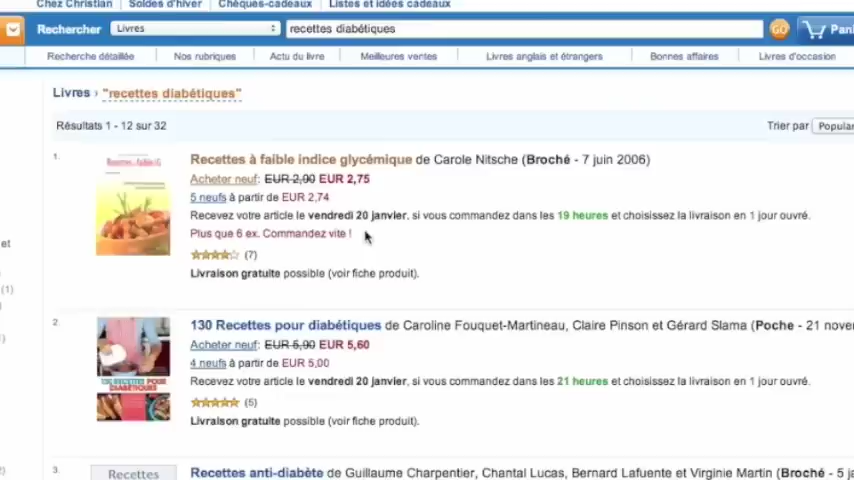 Chez Christian Soldes d'hiver Chèques-cadeaux Listes et idées cadeaux
Rechercher Livres recettes diabétiques GO Pani
Recherche détaillée Nos rubriques Actu du livre Meilleures ventes Livres anglais et étrangers Bonnes affaires Livres d'occasion
Livres › "recettes diabétiques"
Résultats 1 - 12 sur 32 Trier par Popular
1. Recettes à faible indice glycémique de Carole Nitsche (Broché - 7 juin 2006)
Acheter neuf: EUR 2,90 EUR 2,75
5 neufs à partir de EUR 2,74
Recevez votre article le vendredi 20 janvier, si vous commandez dans les 19 heures et choisissez la livraison en 1 jour ouvré.
Plus que 6 ex. Commandez vite !
et
(7)
Livraison gratuite possible (voir fiche produit).
(1)
2. 130 Recettes pour diabétiques de Caroline Fouquet-Martineau, Claire Pinson et Gérard Slama (Poche - 21 nover
Acheter neuf: EUR 5,90 EUR 5,60
4 neufs à partir de EUR 5,00
Recevez votre article le vendredi 20 janvier, si vous commandez dans les 21 heures et choisissez la livraison en 1 jour ouvré.
130 RECETTES POUR
DIABÉTIQUES
(5)
Livraison gratuite possible (voir fiche produit).
3. Recettes Recettes anti-diabète de Guillaume Charpentier, Chantal Lucas, Bernard Lafuente et Virginie Martin (Broché - 5 ja